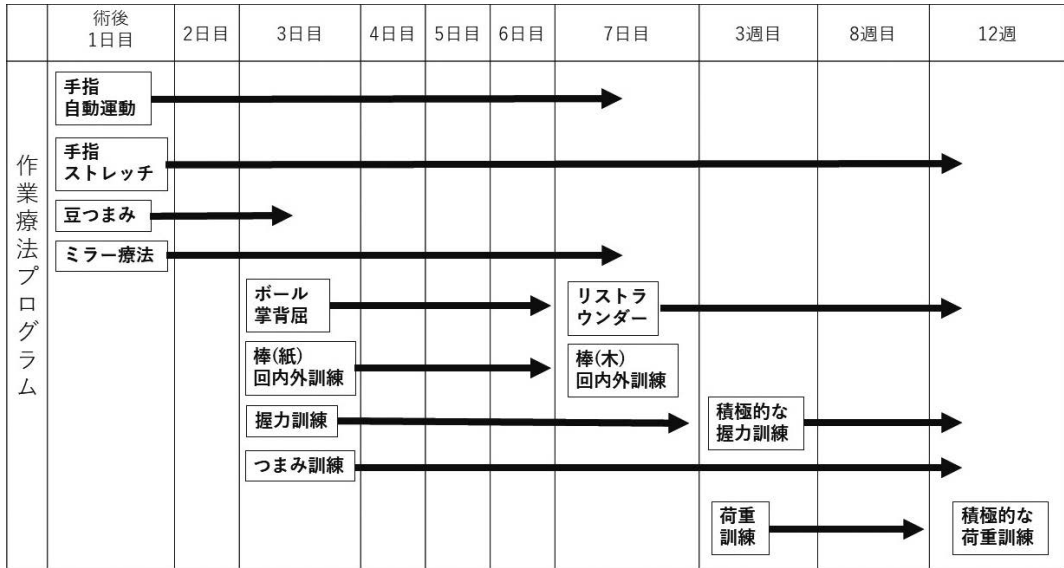 術後
1日目
2日目
3日目
4日目
5日目
6日目
7日目
3週目
8週目
12週
作業療法プログラム
手指
自動運動
手指
ストレッチ
豆つまみ
ミラー療法
ボール
掌背屈
リストラ
ウンダー
棒(紙)
回内外訓練
棒(木)
回内外訓練
握力訓練
積極的な
握力訓練
つまみ訓練
荷重
訓練
積極的な
荷重訓練